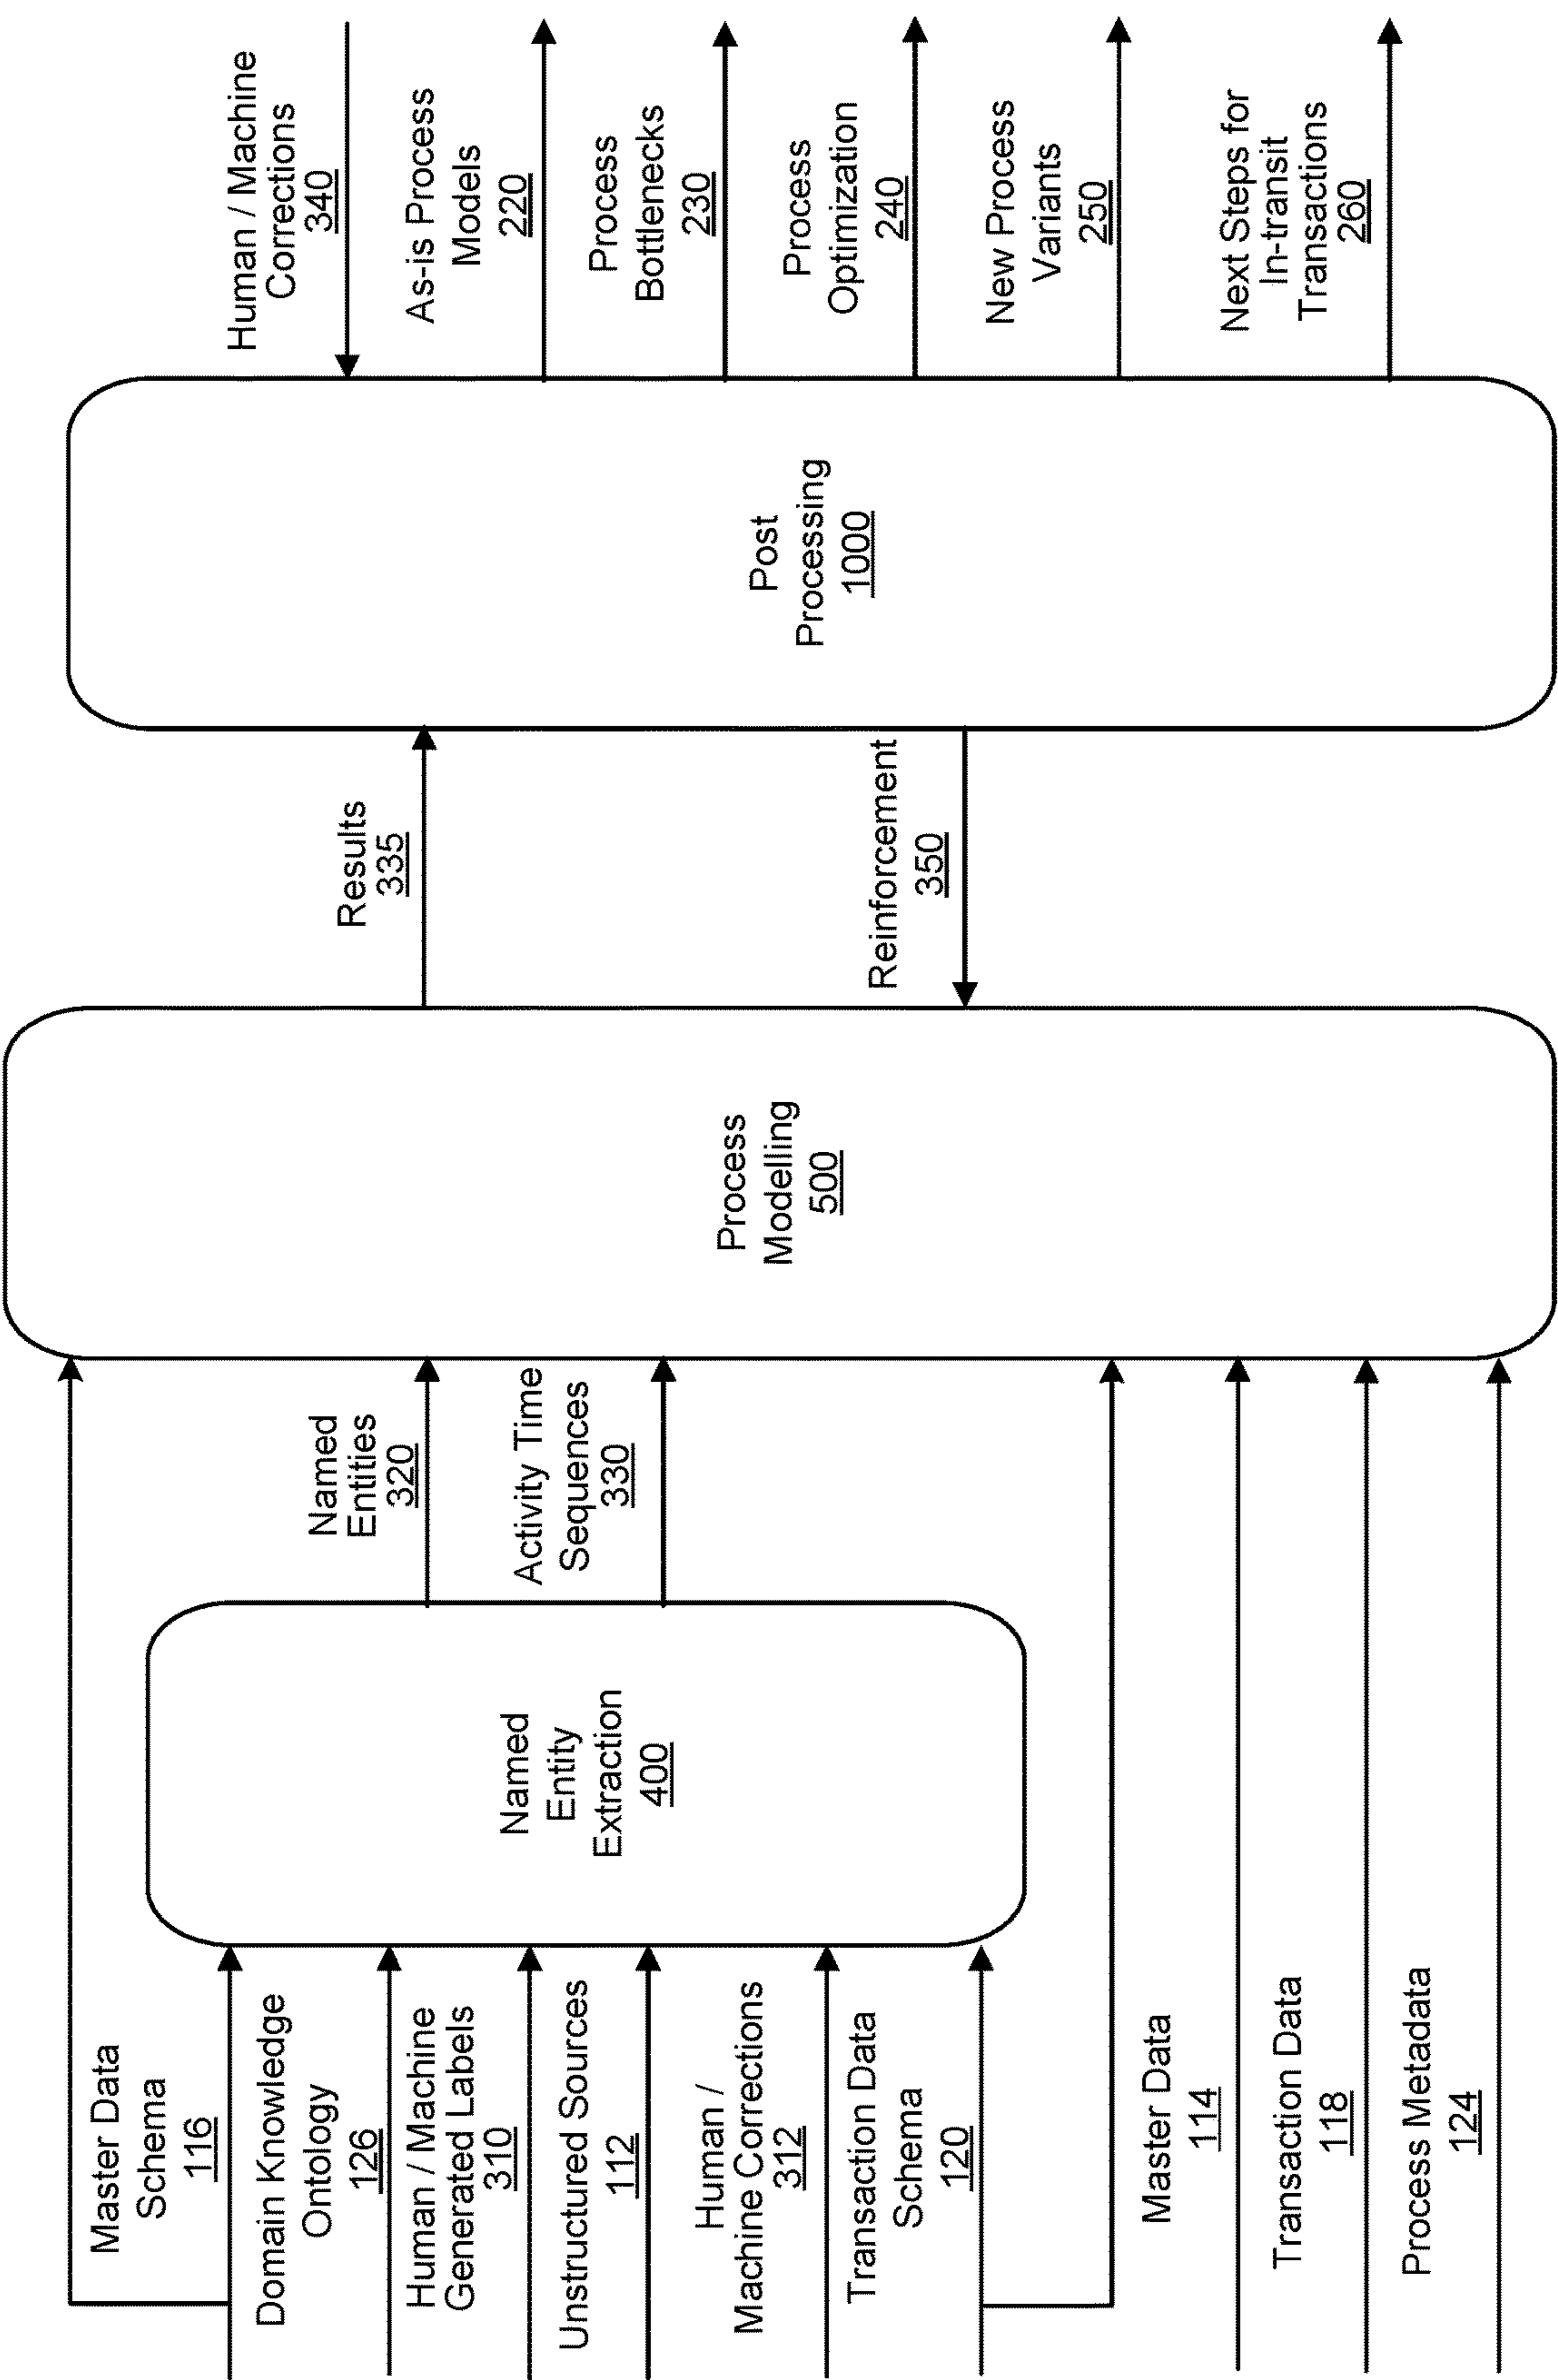 Master Data
Schema
116
Domain Knowledge
Ontology
126
Human / Machine
Generated Labels
310
Unstructured Sources
112
Human /
Machine Corrections
312
Transaction Data
Schema
120
Master Data
114
Transaction Data
118
Process Metadata
124
Named
Entity
Extraction
400
Named
Entities
320
Activity Time
Sequences
330
Process
Modelling
500
Results
335
Reinforcement
350
Post
Processing
1000
Human / Machine
Corrections
340
As-is Process
Models
220
Process
Bottlenecks
230
Process
Optimization
240
New Process
Variants
250
Next Steps for
In-transit
Transactions
260